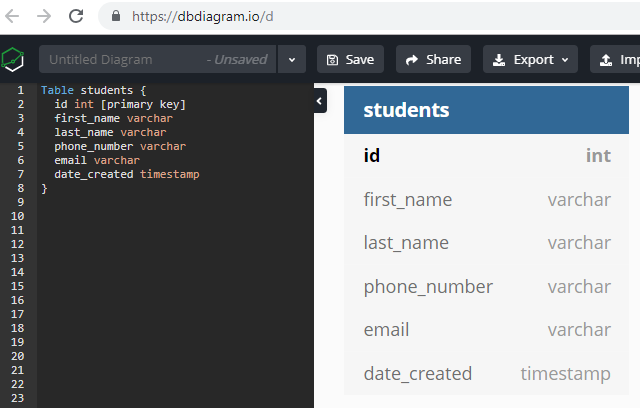 https://dbdiagram.io/d
Untitled Diagram - Unsaved Save Share Export Imp
1 Table students {
2 id int [primary key]
3 first_name varchar
4 last_name varchar
5 phone_number varchar
6 email varchar
7 date_created timestamp
8 }
9
10
11
12
13
14
15
16
17
18
19
20
21
22
23
students
id int
first_name varchar
last_name varchar
phone_number varchar
email varchar
date_created timestamp